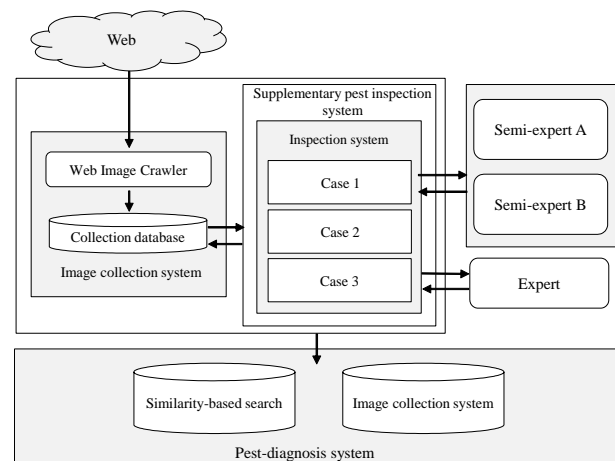 Web
Supplementary pest inspection
system
Inspection system
Semi-expert A
Web Image Crawler
Case 1
Semi-expert B
Collection database
Case 2
Image collection system
Case 3
Expert
Similarity-based search
Image collection system
Pest-diagnosis system